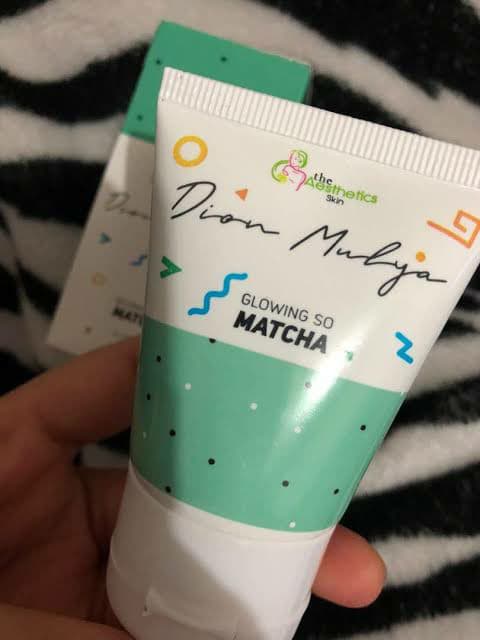 the
Aesthetics
Skin
Dion Mulya
GLOWING SO
MATCHA